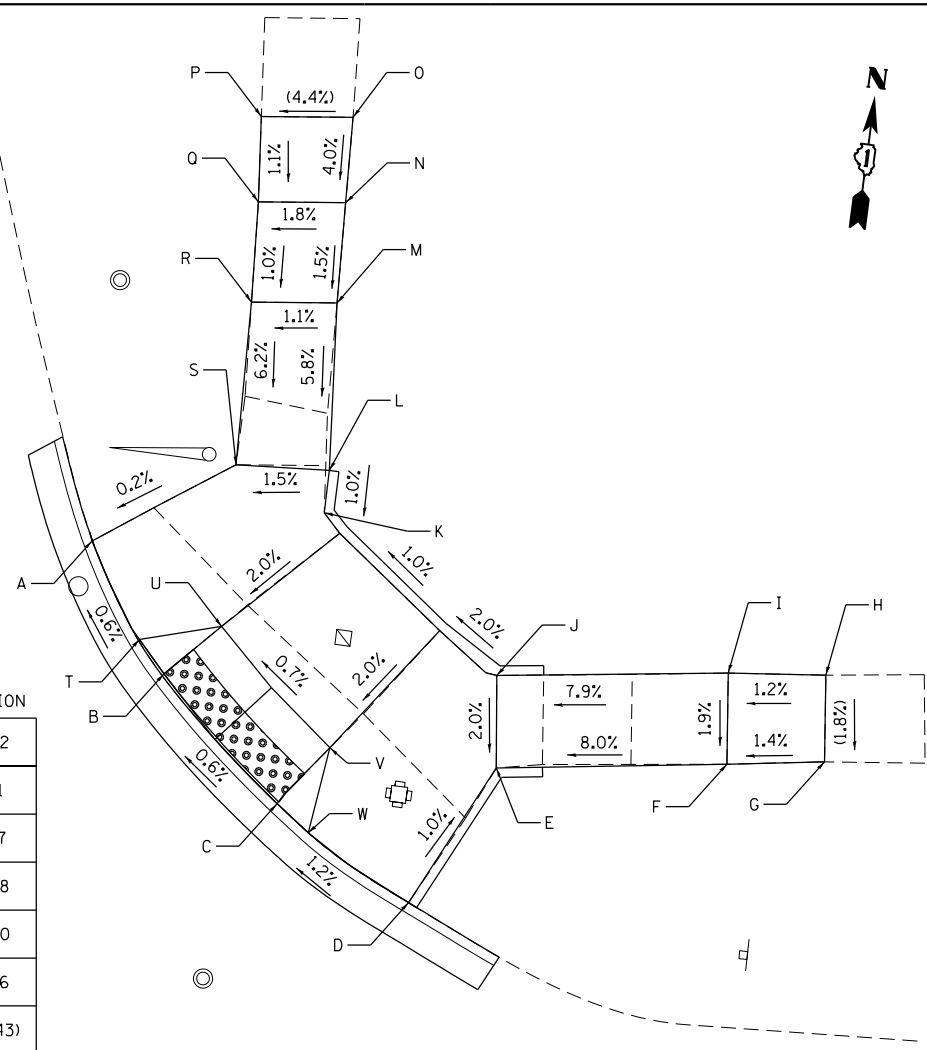 N
1
P
(4.4%)
O
1.1%
4.0%
Q
N
1.8%
R
1.0%
1.5%
M
1.1%
6.2%
5.8%
S
L
0.2%
1.5%
1.0%
K
A
2.0%
1.0%
U
0.6%
2.0%
J
I
H
T
0.7%
2.0%
B
7.9%
1.2%
2.0%
1.9%
(1.8%)
8.0%
1.4%
0.6%
V
W
F
G
E
C
1.0%
1.2%
D
ION
2
1
7
8
0
6
43)